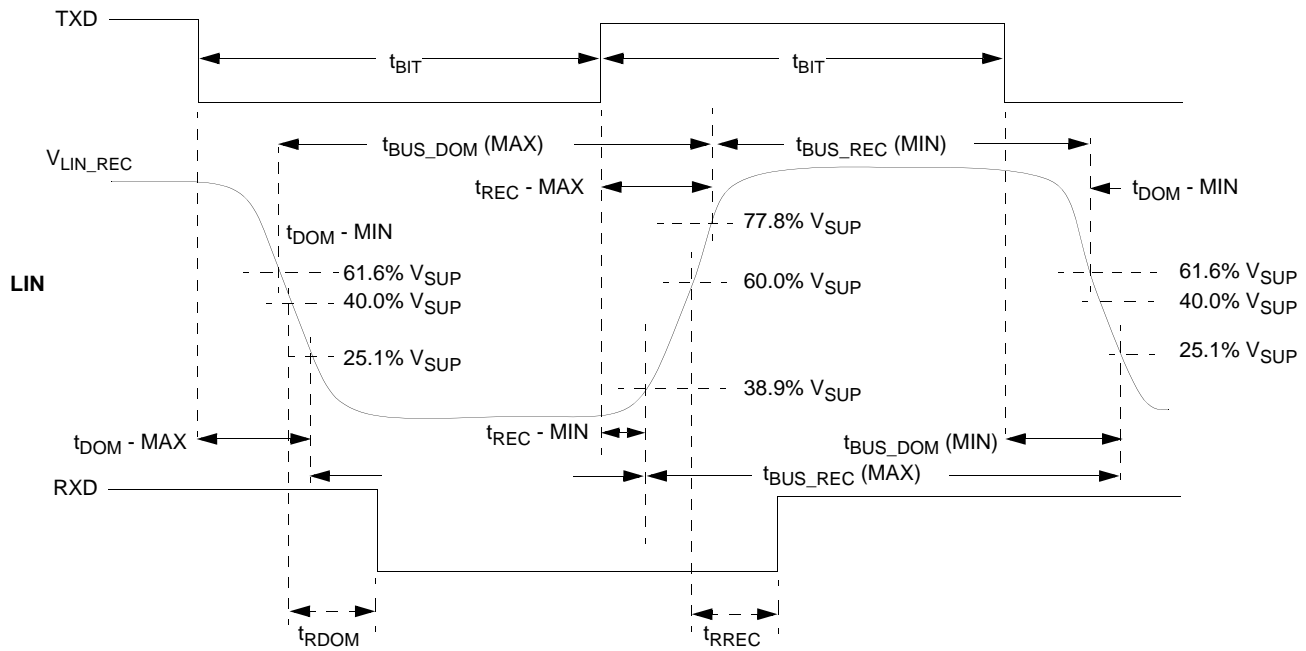 TXD
tBIT
tBIT
tBUS_DOM (MAX)
tBUS_REC (MIN)
VLIN_REC
tREC - MAX
tDOM - MIN
tDOM - MIN
77.8% VSUP
LIN
61.6% VSUP
60.0% VSUP
61.6% VSUP
40.0% VSUP
40.0% VSUP
25.1% VSUP
25.1% VSUP
38.9% VSUP
tDOM - MAX
tREC - MIN
tBUS_DOM (MIN)
tBUS_REC (MAX)
RXD
tRDOM
tRREC